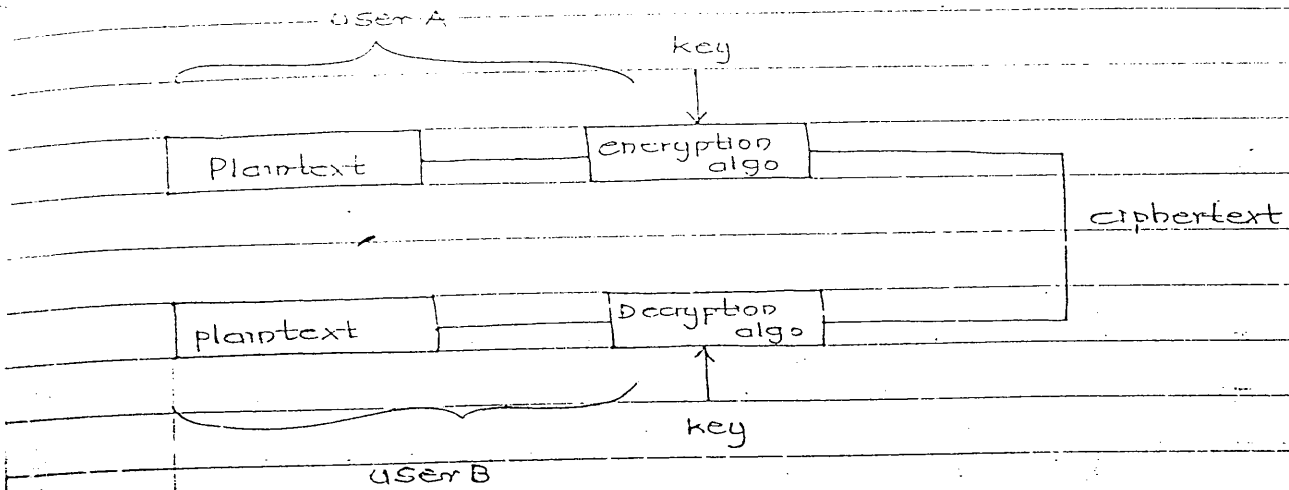 User A
key
Plaintext
encryption
algo
ciphertext
plaintext
Decryption
algo
key
User B